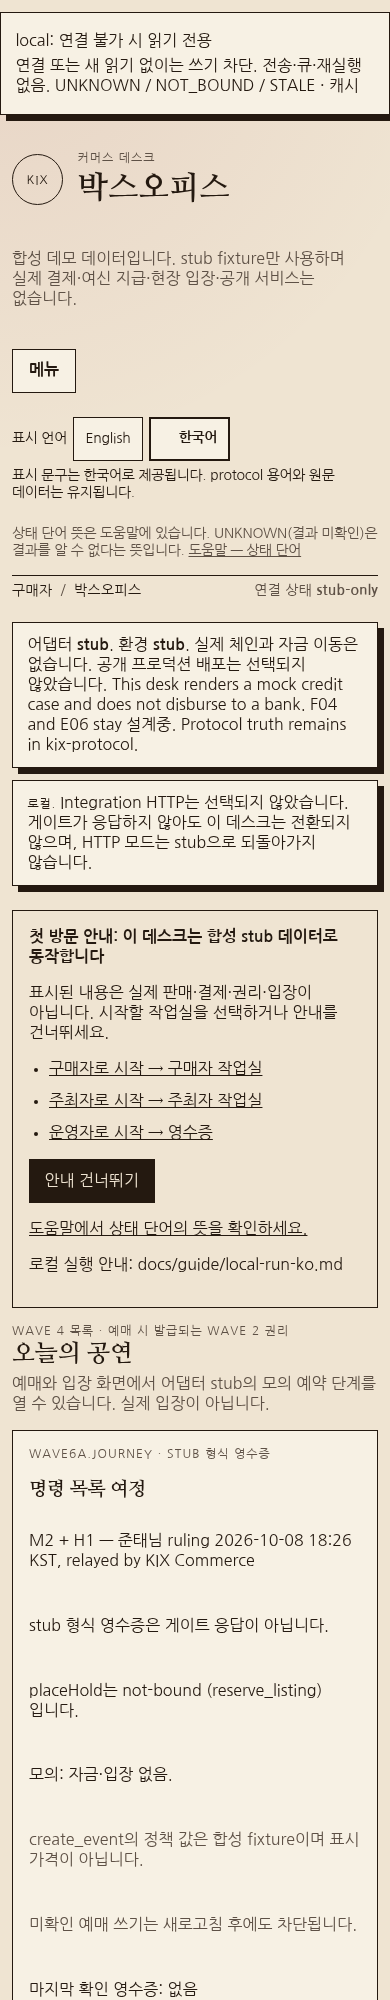 local: 연결 불가 시 읽기 전용
연결 또는 새 읽기 없이는 쓰기 차단. 전송·큐·재실행
없음. UNKNOWN / NOT_BOUND / STALE · 캐시
KIX
커머스 데스크
박스오피스
합성 데모 데이터입니다. stub fixture만 사용하며
실제 결제·여신 지급·현장 입장·공개 서비스는
없습니다.
메뉴
표시 언어 English 한국어
표시 문구는 한국어로 제공됩니다. protocol 용어와 원문
데이터는 유지됩니다.
상태 단어 뜻은 도움말에 있습니다. UNKNOWN(결과 미확인)은
결과를 알 수 없다는 뜻입니다. 도움말 — 상태 단어
구매자 / 박스오피스 연결 상태 stub-only
어댑터 stub. 환경 stub. 실제 체인과 자금 이동은
없습니다. 공개 프로덕션 배포는 선택되지
않았습니다. This desk renders a mock credit
case and does not disburse to a bank. F04
and E06 stay 설계중. Protocol truth remains
in kix-protocol.
로컬. Integration HTTP는 선택되지 않았습니다.
게이트가 응답하지 않아도 이 데스크는 전환되지
않으며, HTTP 모드는 stub으로 되돌아가지
않습니다.
첫 방문 안내: 이 데스크는 합성 stub 데이터로
동작합니다
표시된 내용은 실제 판매·결제·권리·입장이
아닙니다. 시작할 작업실을 선택하거나 안내를
건너뛰세요.
• 구매자로 시작 → 구매자 작업실
• 주최자로 시작 → 주최자 작업실
• 운영자로 시작 → 영수증
안내 건너뛰기
도움말에서 상태 단어의 뜻을 확인하세요.
로컬 실행 안내: docs/guide/local-run-ko.md
WAVE 4 목록 · 예매 시 발급되는 WAVE 2 권리
오늘의 공연
예매와 입장 화면에서 어댑터 stub의 모의 예약 단계를
열 수 있습니다. 실제 입장이 아닙니다.
WAVE6A.JOURNEY · STUB 형식 영수증
명령 목록 여정
M2 + H1 — 준태님 ruling 2026-10-08 18:26
KST, relayed by KIX Commerce
stub 형식 영수증은 게이트 응답이 아닙니다.
placeHold는 not-bound (reserve_listing)
입니다.
모의: 자금·입장 없음.
create_event의 정책 값은 합성 fixture이며 표시
가격이 아닙니다.
미확인 예매 쓰기는 새로고침 후에도 차단됩니다.
마지막 확인 영수증: 없음